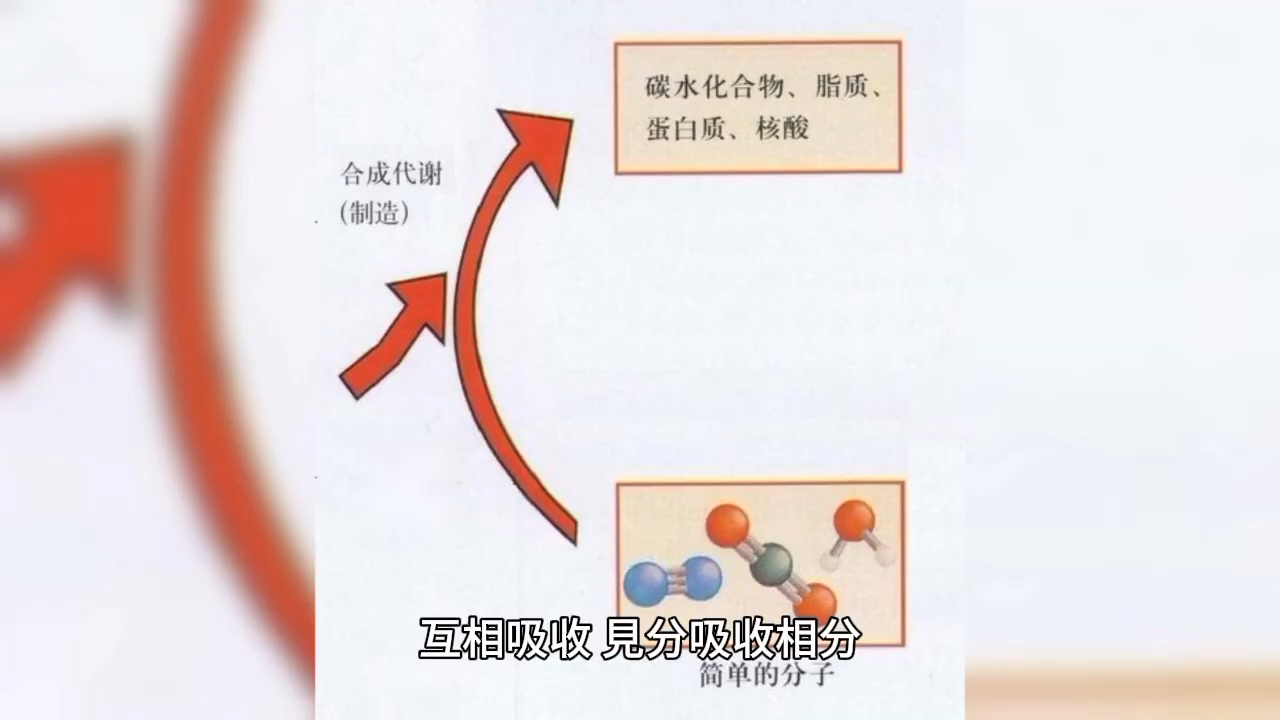 碳水化合物、脂质、
蛋白质、核酸
合成代谢
(制造)
互相吸收 見分吸收相分
简单的分子